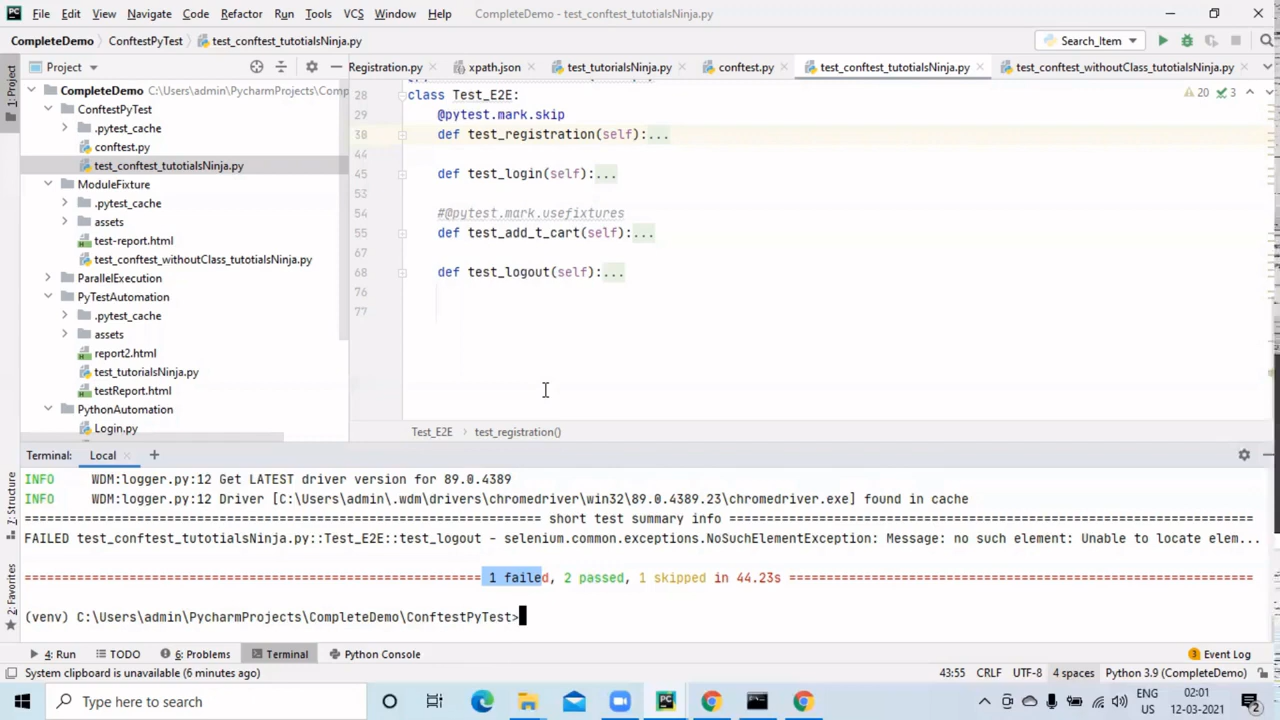 File Edit View Navigate Code Refactor Run Tools VCS Window Help CompleteDemo - test_conftest_tutotialsNinja.py
CompleteDemo ConftestPyTest test_conftest_tutotialsNinja.py Search_Item
1: Project Project Registration.py xpath.json test_tutorialsNinja.py conftest.py test_conftest_tutotialsNinja.py test_conftest_withoutClass_tutotialsNinja.py
CompleteDemo C:\Users\admin\PycharmProjects\Comp
ConftestPyTest
.pytest_cache
conftest.py
test_conftest_tutotialsNinja.py
ModuleFixture
.pytest_cache
assets
test-report.html
test_conftest_withoutClass_tutotialsNinja.py
ParallelExecution
PyTestAutomation
.pytest_cache
assets
report2.html
test_tutorialsNinja.py
testReport.html
PythonAutomation
Login.py
20 3
28 class Test_E2E:
29 @pytest.mark.skip
38 def test_registration(self):...
44
45 def test_login(self):...
53
54 #@pytest.mark.usefixtures
55 def test_add_t_cart(self):...
67
68 def test_logout(self):...
76
77
Test_E2E test_registration()
Terminal: Local +
INFO WDM:logger.py:12 Get LATEST driver version for 89.0.4389
INFO WDM:logger.py:12 Driver [C:\Users\admin\.wdm\drivers\chromedriver\win32\89.0.4389.23\chromedriver.exe] found in cache
short test summary info
FAILED test_conftest_tutotialsNinja.py::Test_E2E::test_logout - selenium.common.exceptions.NoSuchElementException: Message: no such element: Unable to locate elem...
1 failed, 2 passed, 1 skipped in 44.23s
(venv) C:\Users\admin\PycharmProjects\CompleteDemo\ConftestPyTest>
Z: Structure
2: Favorites
4: Run TODO 6: Problems Terminal Python Console 3 Event Log
System clipboard is unavailable (6 minutes ago) 43:55 CRLF UTF-8 4 spaces Python 3.9 (CompleteDemo)
Type here to search ENG US 02:01 12-03-2021 2